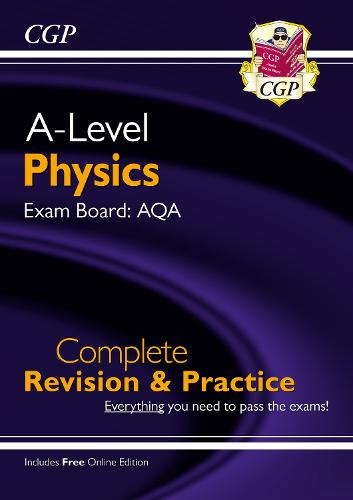 CGP
CGP
CGP
A-Level
Physics
Exam Board: AQA
Complete
Revision & Practice
Everything you need to pass the exams!
Includes Free Online Edition